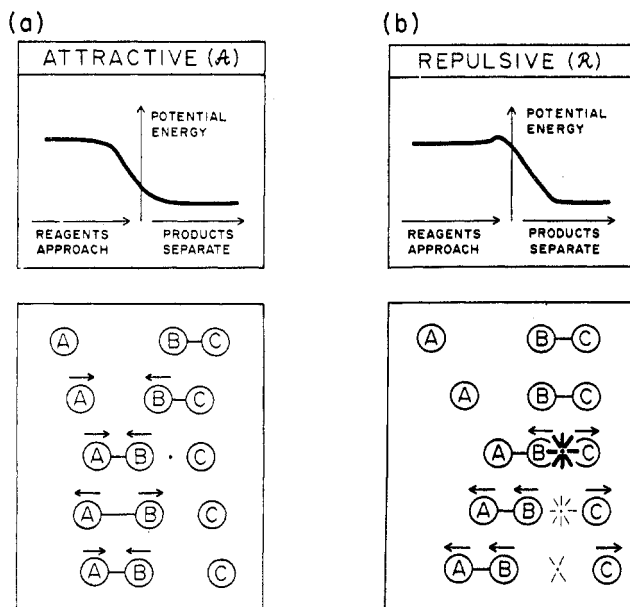 (a)
ATTRACTIVE (𝒜)
POTENTIAL
ENERGY
REAGENTS
APPROACH
PRODUCTS
SEPARATE
A B C
A B C
A B C
A B C
A B C
(b)
REPULSIVE (ℛ)
POTENTIAL
ENERGY
REAGENTS
APPROACH
PRODUCTS
SEPARATE
A B C
A B C
A B C
A B C
A B C